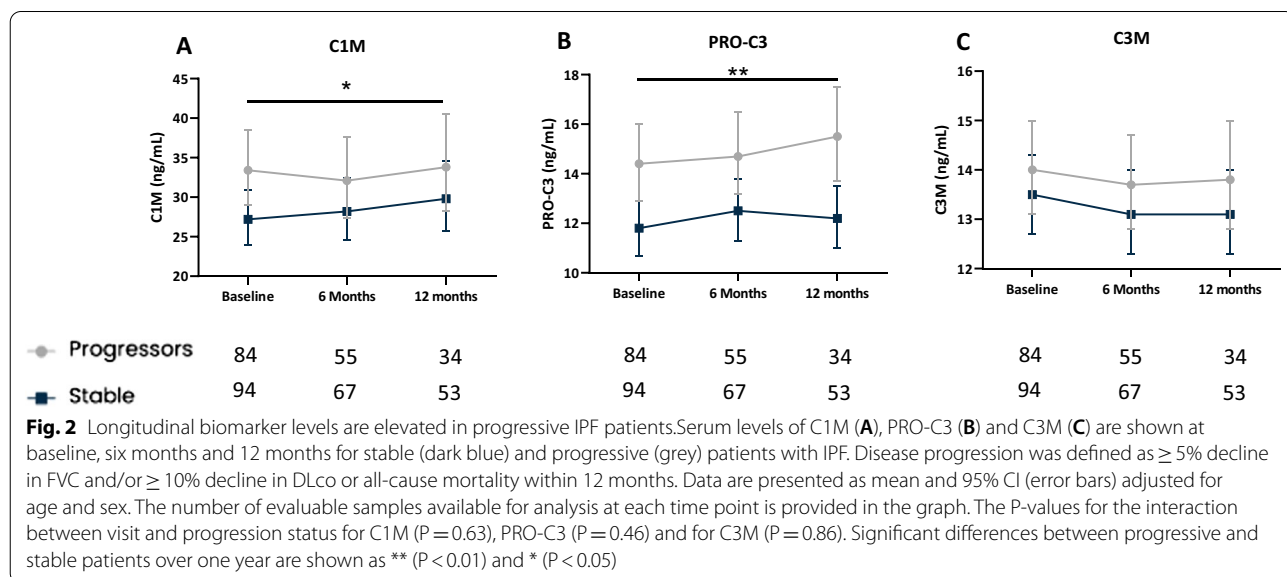 A C1M
45
40
35
30
25
20
C1M (ng/mL)
*
Baseline 6 Months 12 months
B PRO-C3
18
16
14
12
10
PRO-C3 (ng/mL)
**
Baseline 6 Months 12 months
C C3M
16
15
14
13
12
C3M (ng/mL)
Baseline 6 Months 12 months
Progressors 84 55 34 84 55 34 84 55 34
Stable 94 67 53 94 67 53 94 67 53
Fig. 2 Longitudinal biomarker levels are elevated in progressive IPF patients.Serum levels of C1M (A), PRO-C3 (B) and C3M (C) are shown at
baseline, six months and 12 months for stable (dark blue) and progressive (grey) patients with IPF. Disease progression was defined as ≥ 5% decline
in FVC and/or ≥ 10% decline in DLco or all-cause mortality within 12 months. Data are presented as mean and 95% CI (error bars) adjusted for
age and sex. The number of evaluable samples available for analysis at each time point is provided in the graph. The P-values for the interaction
between visit and progression status for C1M (P = 0.63), PRO-C3 (P = 0.46) and for C3M (P = 0.86). Significant differences between progressive and
stable patients over one year are shown as ** (P < 0.01) and * (P < 0.05)